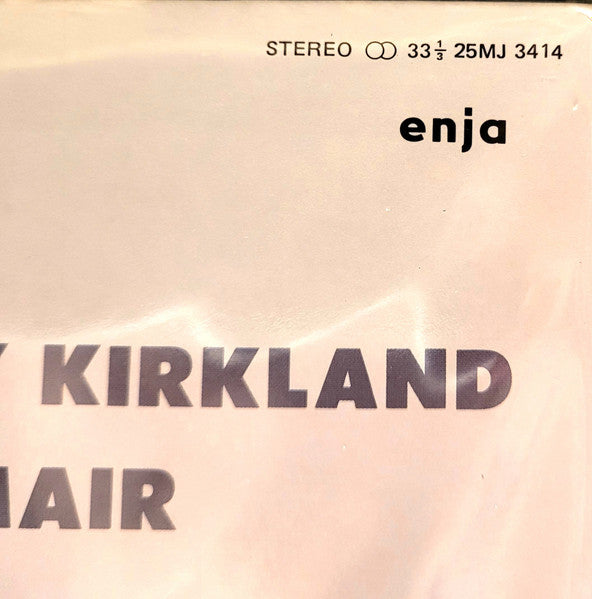 STEREO 33⅓ 25MJ 3414
enja
Y KIRKLAND
HAIR